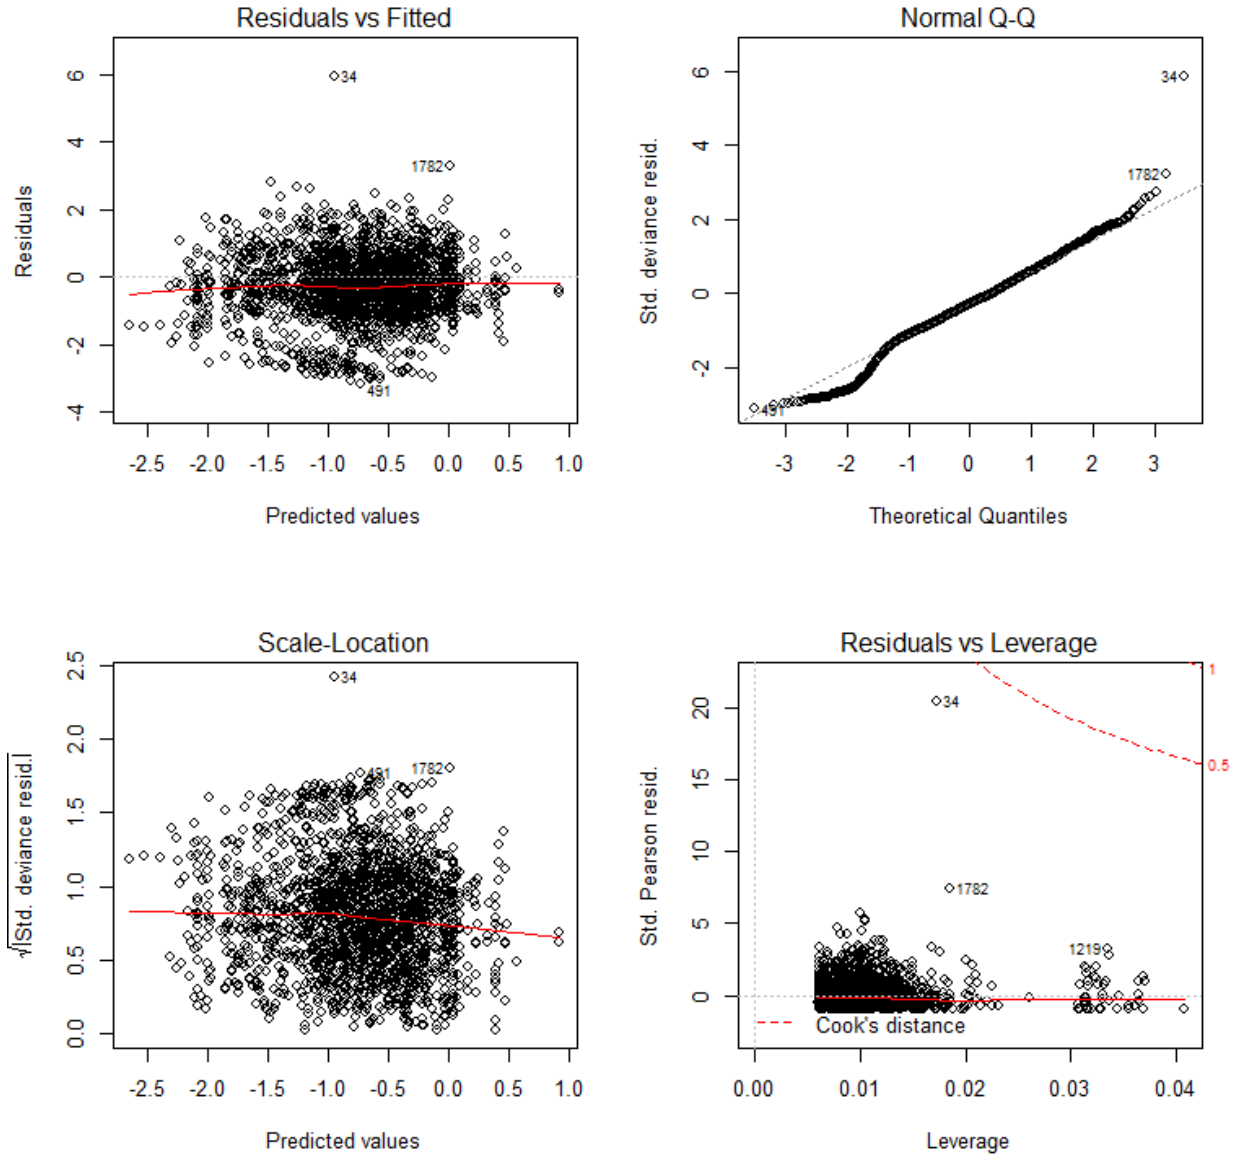 Residuals vs Fitted
Residuals
6
4
2
0
-2
-4
34
1782
491
-2.5 -2.0 -1.5 -1.0 -0.5 0.0 0.5 1.0
Predicted values
Normal Q-Q
Std. deviance resid.
6
4
2
0
-2
34
1782
491
-3 -2 -1 0 1 2 3
Theoretical Quantiles
Scale-Location
√|Std. deviance resid.|
2.5
2.0
1.5
1.0
0.5
0.0
34
491
1782
-2.5 -2.0 -1.5 -1.0 -0.5 0.0 0.5 1.0
Predicted values
Residuals vs Leverage
Std. Pearson resid.
20
15
10
5
0
1
34
0.5
1782
1219
Cook's distance
0.00 0.01 0.02 0.03 0.04
Leverage